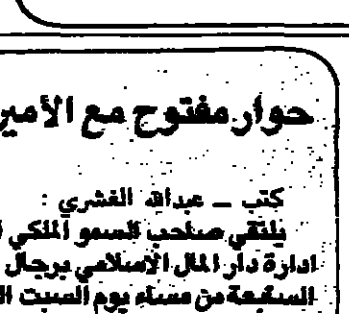 حوار مفتوح مع الأمير
كتب ـ عبدالله الغشري :
يلتقي صاحب السمو الملكي
ادارة دار المال الاسلامي برجال
السابعة من مساء يوم السبت